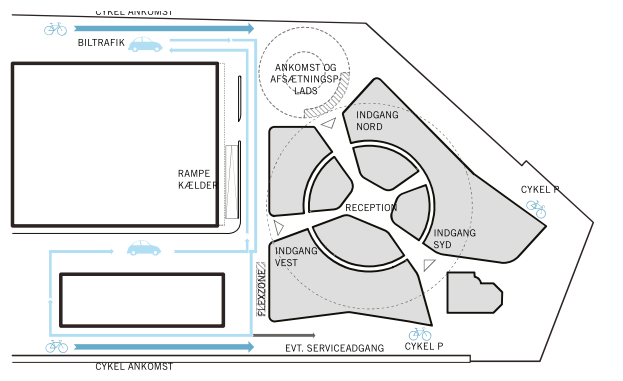 CYKEL ANKOMST
BILTRAFIK
ANKOMST OG
AFSÆTNINGSP-
LADS
INDGANG
NORD
RAMPE
KÆLDER
CYKEL P
RECEPTION
INDGANG
SYD
INDGANG
VEST
FLEXZONE
EVT. SERVICEADGANG
CYKEL P
CYKEL ANKOMST